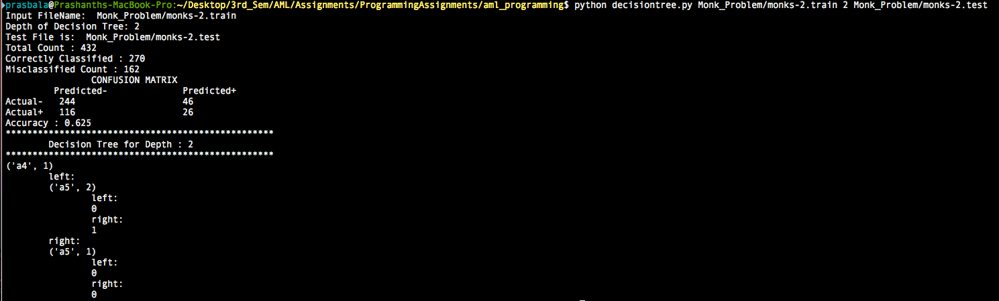 prasbala@Prashanths-MacBook-Pro:~/Desktop/3rd_Sem/AML/Assignments/ProgrammingAssignments/aml_programming$ python decisiontree.py Monk_Problem/monks-2.train 2 Monk_Problem/monks-2.test
Input FileName:  Monk_Problem/monks-2.train
Depth of Decision Tree: 2
Test File is:  Monk_Problem/monks-2.test
Total Count : 432
Correctly Classified : 270
Misclassified Count : 162
CONFUSION MATRIX
Predicted- Predicted+
Actual- 244 46
Actual+ 116 26
Accuracy : 0.625
**************************************************
Decision Tree for Depth : 2
**************************************************
('a4', 1)
left:
('a5', 2)
left:
0
right:
1
right:
('a5', 1)
left:
0
right:
0